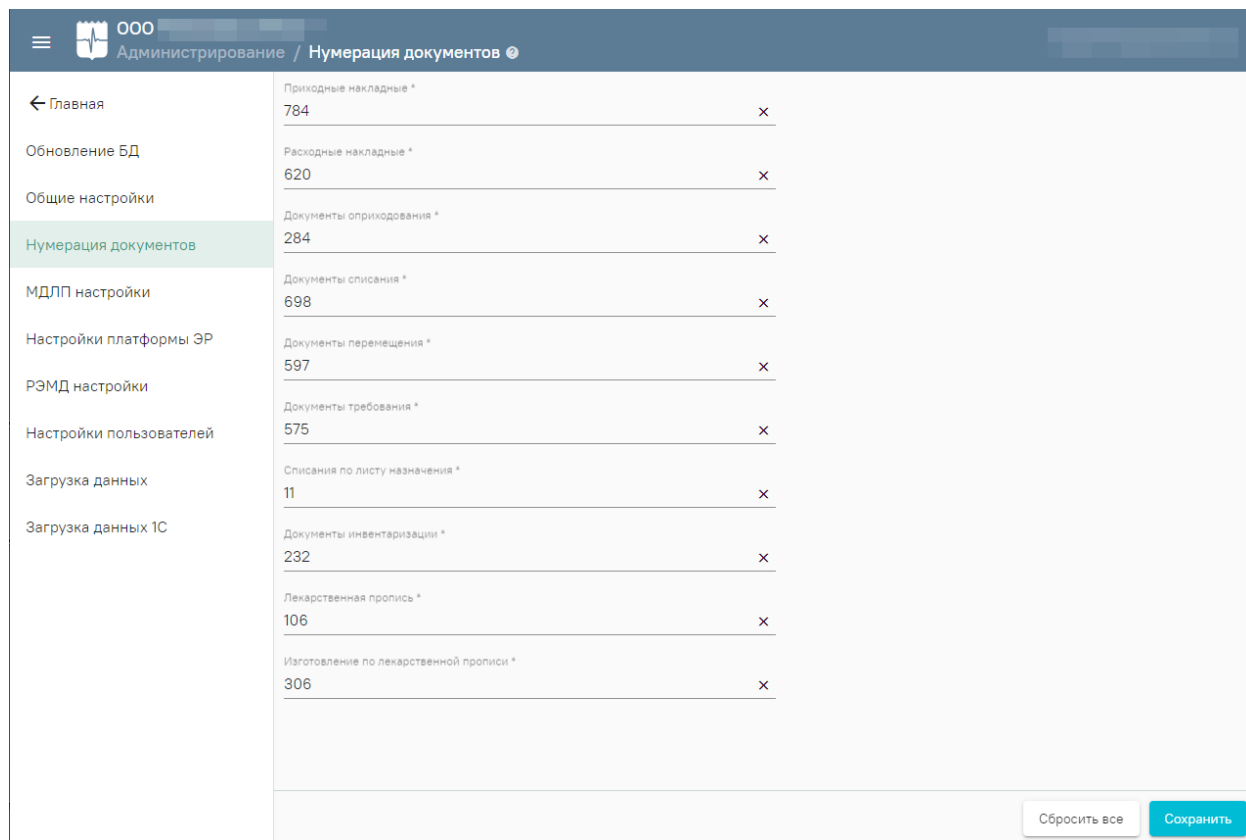 ООО
Администрирование / Нумерация документов
Главная
Обновление БД
Общие настройки
Нумерация документов
МДЛП настройки
Настройки платформы ЭР
РЭМД настройки
Настройки пользователей
Загрузка данных
Загрузка данных 1С
Приходные накладные *
784
Расходные накладные *
620
Документы оприходования *
284
Документы списания *
698
Документы перемещения *
597
Документы требования *
575
Списания по листу назначения *
11
Документы инвентаризации *
232
Лекарственная пропись *
106
Изготовление по лекарственной прописи *
306
Сбросить все
Сохранить